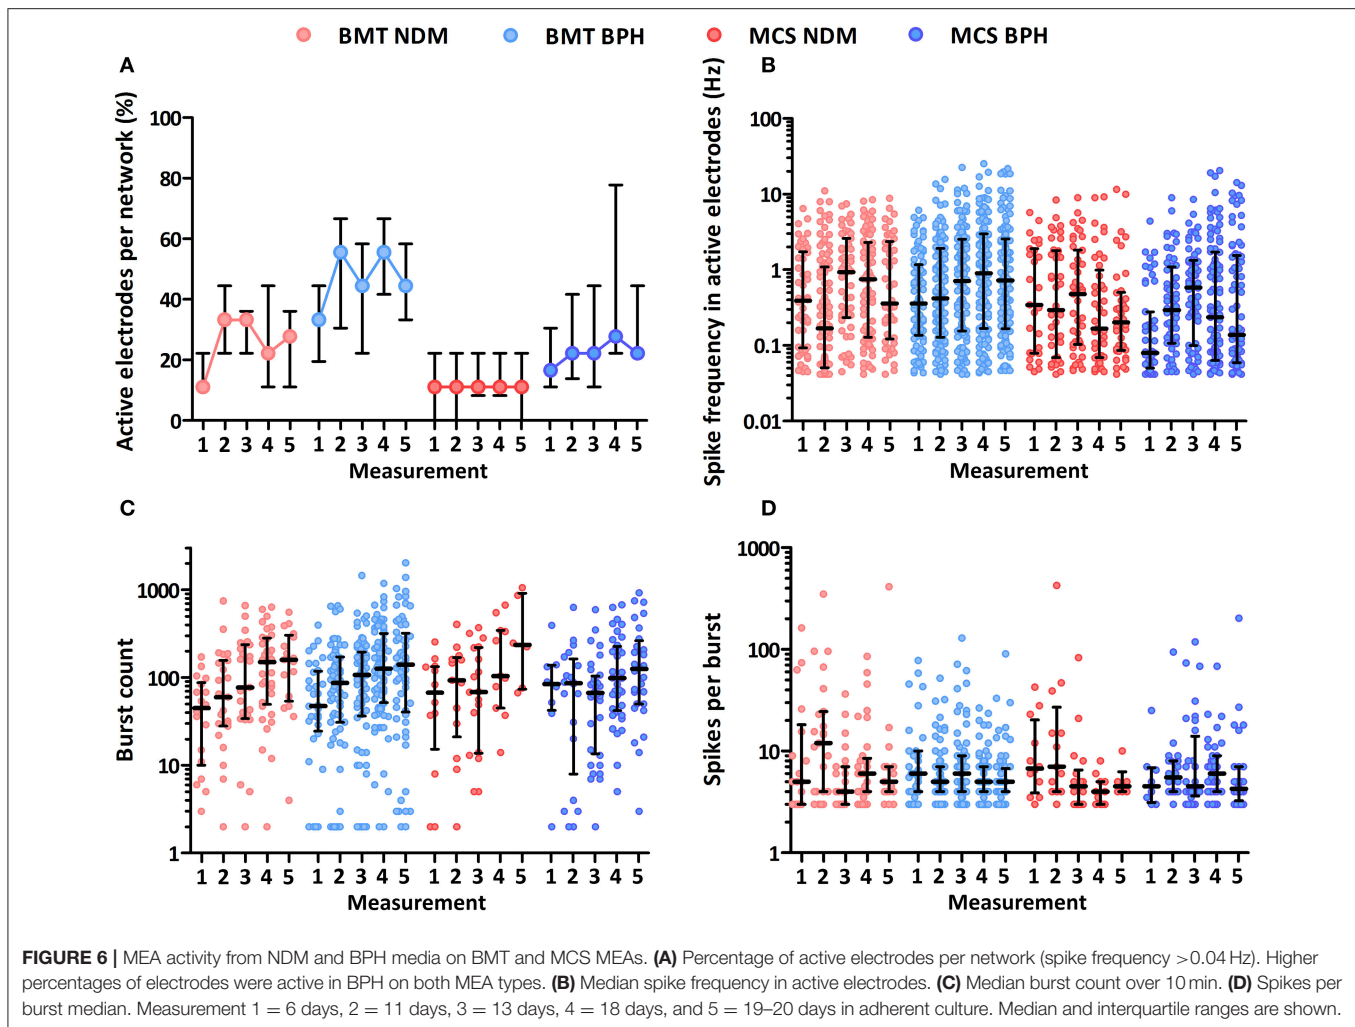 BMT NDM BMT BPH MCS NDM MCS BPH
A
Active electrodes per network (%)
100
80
60
40
20
0
1 2 3 4 5 1 2 3 4 5 1 2 3 4 5 1 2 3 4 5
Measurement
B
Spike frequency in active electrodes (Hz)
100
10
1
0.1
0.01
1 2 3 4 5 1 2 3 4 5 1 2 3 4 5 1 2 3 4 5
Measurement
C
Burst count
1000
100
10
1
1 2 3 4 5 1 2 3 4 5 1 2 3 4 5 1 2 3 4 5
Measurement
D
Spikes per burst
1000
100
10
1
1 2 3 4 5 1 2 3 4 5 1 2 3 4 5 1 2 3 4 5
Measurement
FIGURE 6 | MEA activity from NDM and BPH media on BMT and MCS MEAs. (A) Percentage of active electrodes per network (spike frequency >0.04 Hz). Higher
percentages of electrodes were active in BPH on both MEA types. (B) Median spike frequency in active electrodes. (C) Median burst count over 10 min. (D) Spikes per
burst median. Measurement 1 = 6 days, 2 = 11 days, 3 = 13 days, 4 = 18 days, and 5 = 19–20 days in adherent culture. Median and interquartile ranges are shown.